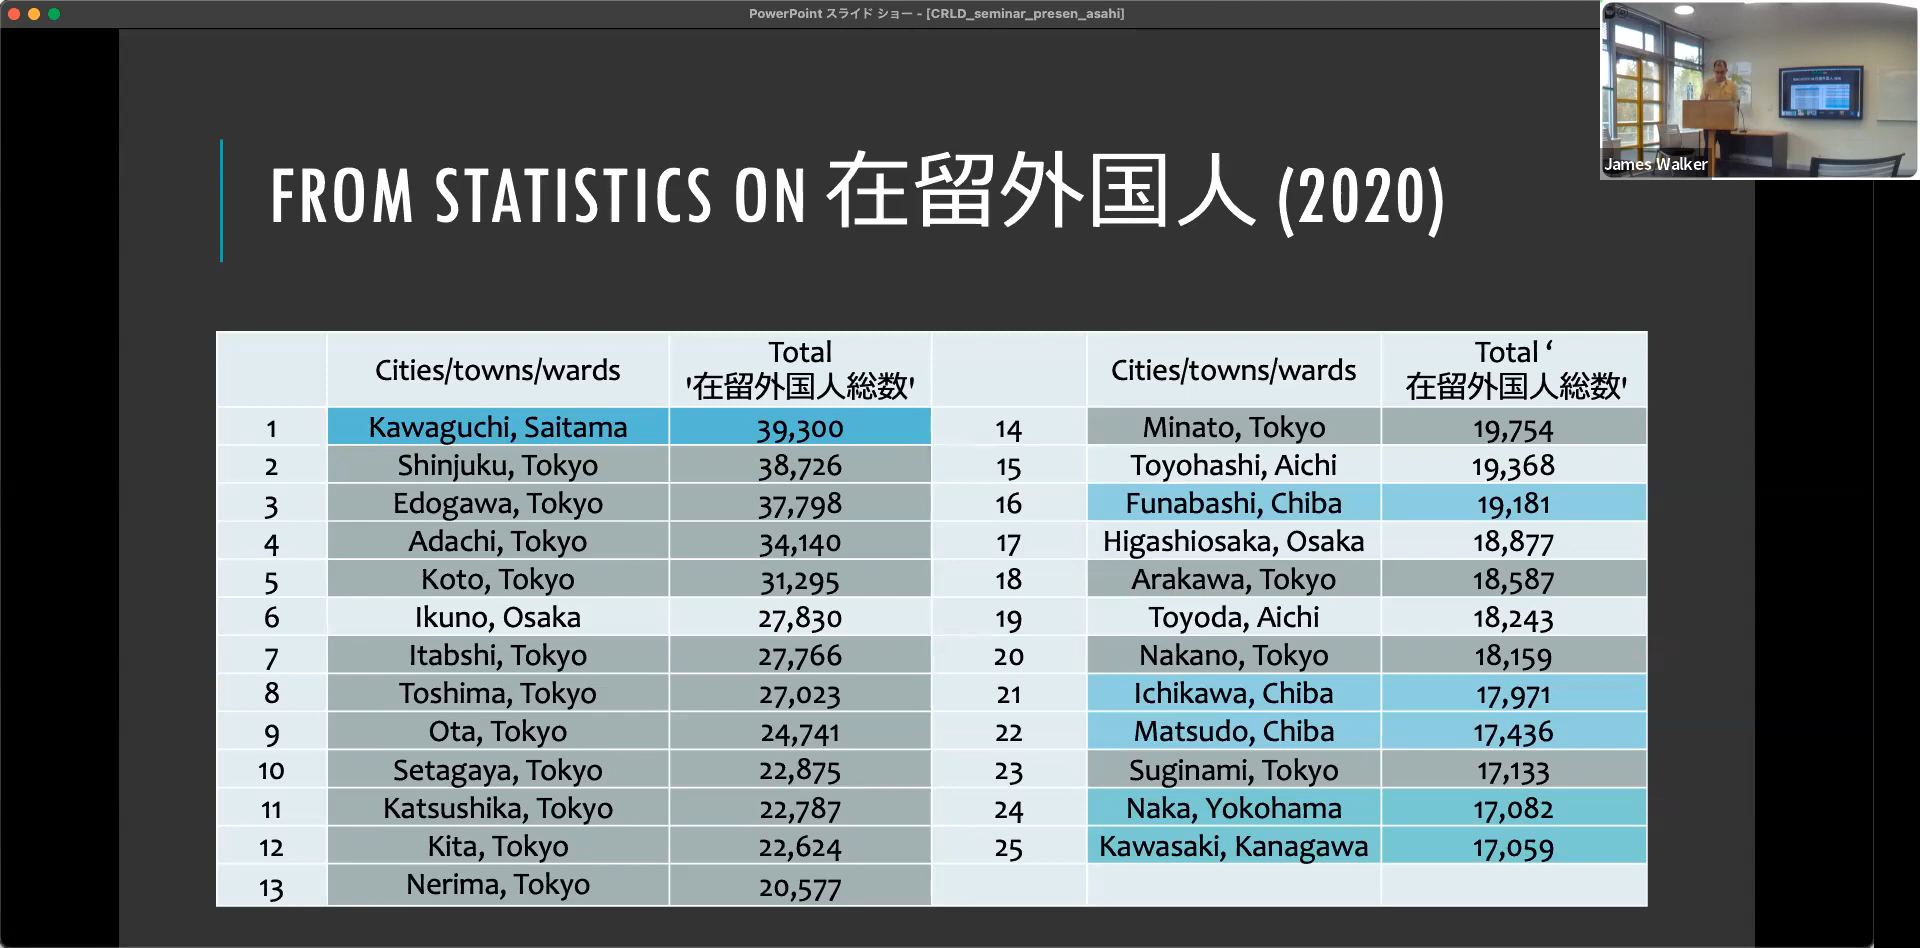 PowerPoint スライド ショー - [CRLD_seminar_presen_asahi]
James Walker
FROM STATISTICS ON 在留外国人 (2020)
Cities/towns/wards
Total
'在留外国人総数'
Cities/towns/wards
Total ‘
在留外国人総数'
1 Kawaguchi, Saitama 39,300 14 Minato, Tokyo 19,754
2 Shinjuku, Tokyo 38,726 15 Toyohashi, Aichi 19,368
3 Edogawa, Tokyo 37,798 16 Funabashi, Chiba 19,181
4 Adachi, Tokyo 34,140 17 Higashiosaka, Osaka 18,877
5 Koto, Tokyo 31,295 18 Arakawa, Tokyo 18,587
6 Ikuno, Osaka 27,830 19 Toyoda, Aichi 18,243
7 Itabshi, Tokyo 27,766 20 Nakano, Tokyo 18,159
8 Toshima, Tokyo 27,023 21 Ichikawa, Chiba 17,971
9 Ota, Tokyo 24,741 22 Matsudo, Chiba 17,436
10 Setagaya, Tokyo 22,875 23 Suginami, Tokyo 17,133
11 Katsushika, Tokyo 22,787 24 Naka, Yokohama 17,082
12 Kita, Tokyo 22,624 25 Kawasaki, Kanagawa 17,059
13 Nerima, Tokyo 20,577